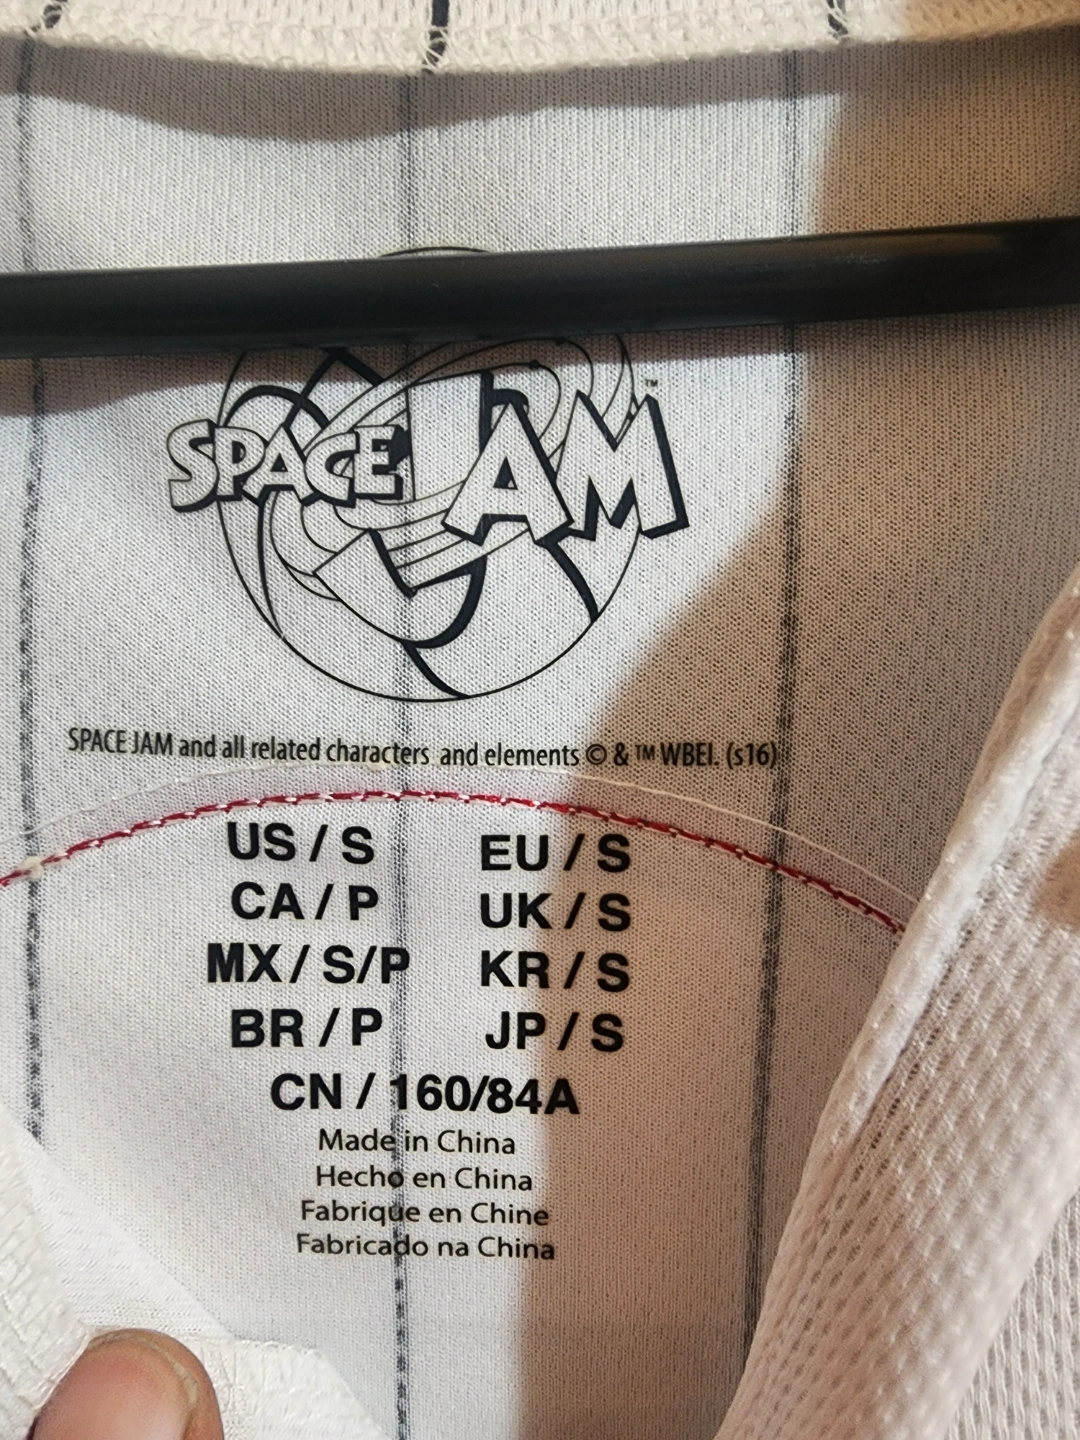 SPACE JAM ™
SPACE JAM and all related characters and elements © & ™ WBEI. (s16)
US / S EU / S
CA / P UK / S
MX / S/P KR / S
BR / P JP / S
CN / 160/84A
Made in China
Hecho en China
Fabrique en Chine
Fabricado na China